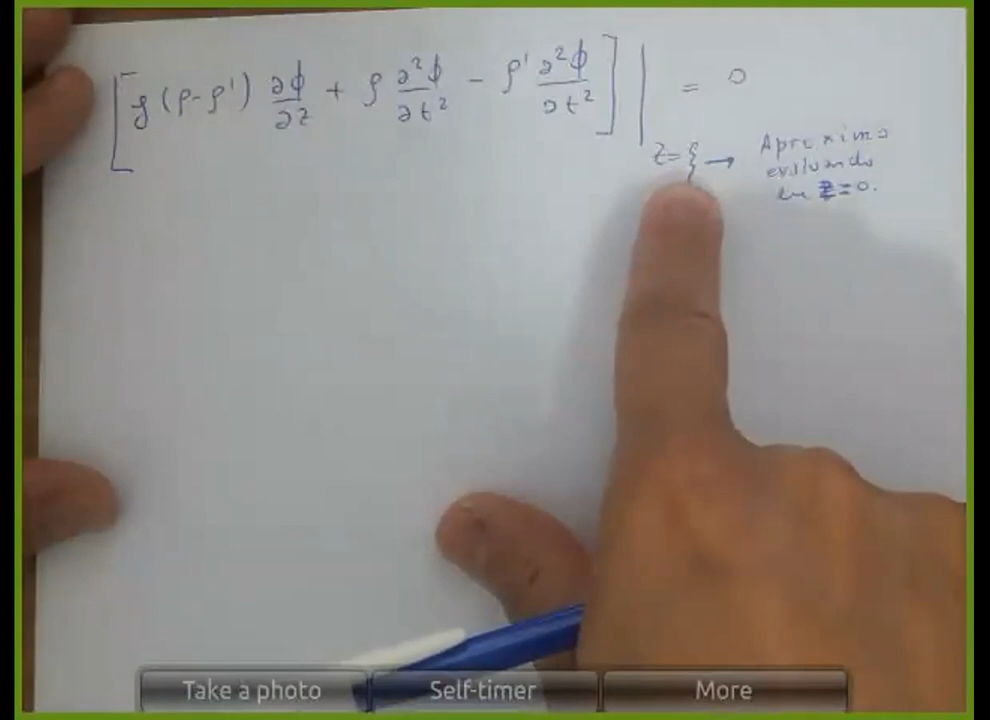 [g(ρ-ρ') ∂ϕ/∂z + ρ ∂²ϕ/∂t² - ρ' ∂²ϕ/∂t²]|z=ξ = 0
→ Aproximo
evaluando
en z=0.
Take a photo Self-timer More